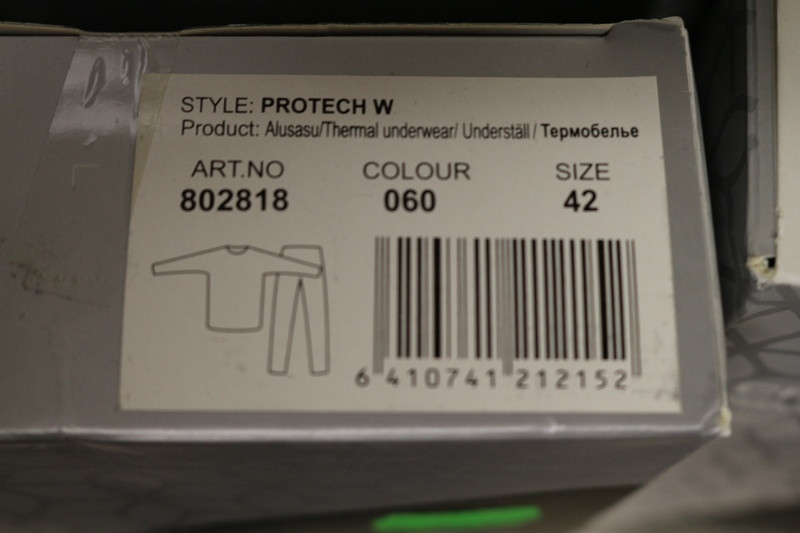 STYLE: PROTECH W
Product: Alusasu/Thermal underwear/ Underställ / Термобелье
ART.NO COLOUR SIZE
802818 060 42
6 410741 212152